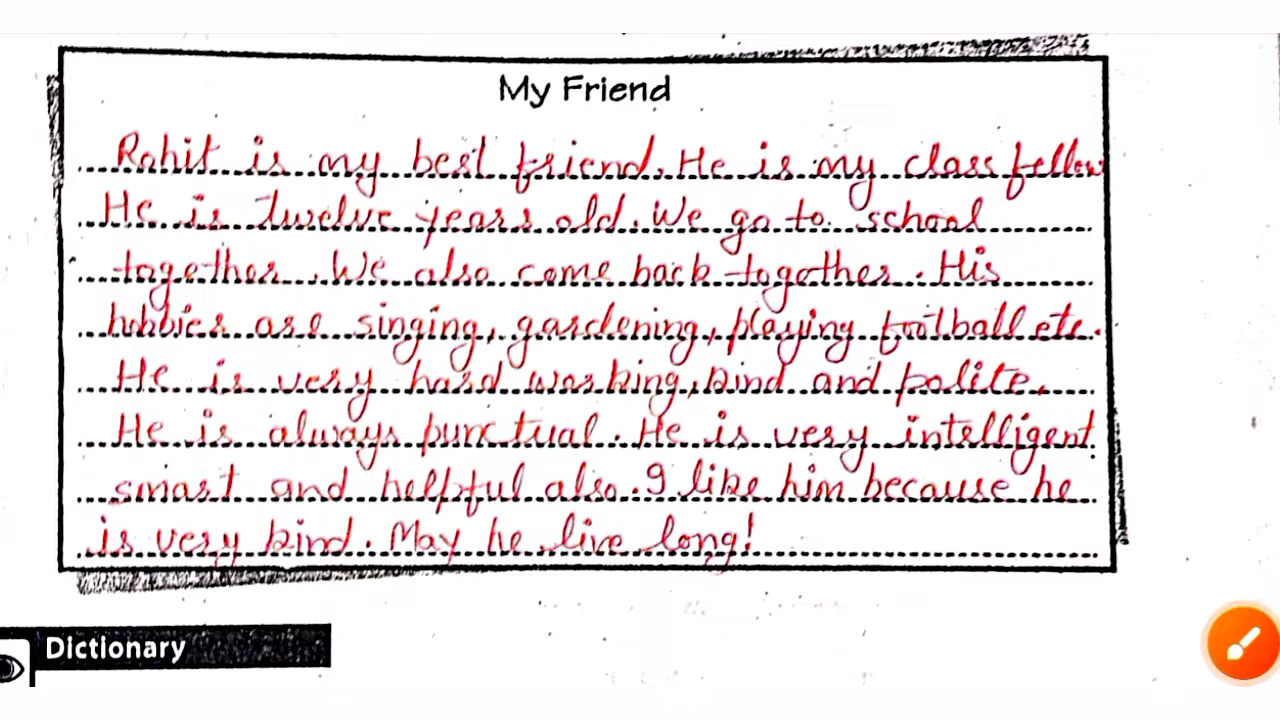 My Friend
Rohit is my best friend. He is my class fellow
He is twelve years old. We go to school
together. We also come back together. His
hobbies are singing, gardening, playing football etc.
He is very hard working, kind and polite.
He is always punctual. He is very intelligent
smart and helpful also. I like him because he
is very kind. May he live long!
Dictionary